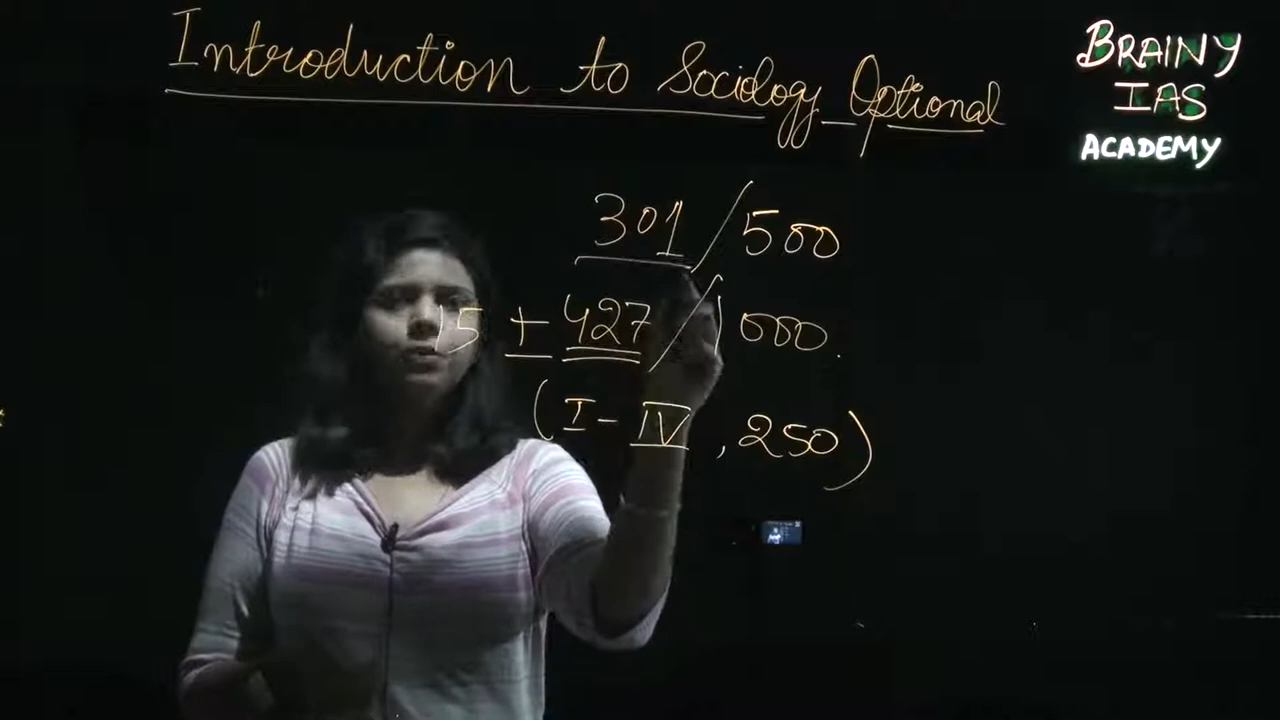 Introduction to Sociology Optional
BRAINY
IAS
ACADEMY
301/500
15 + 427/1000.
(I - IV, 250)